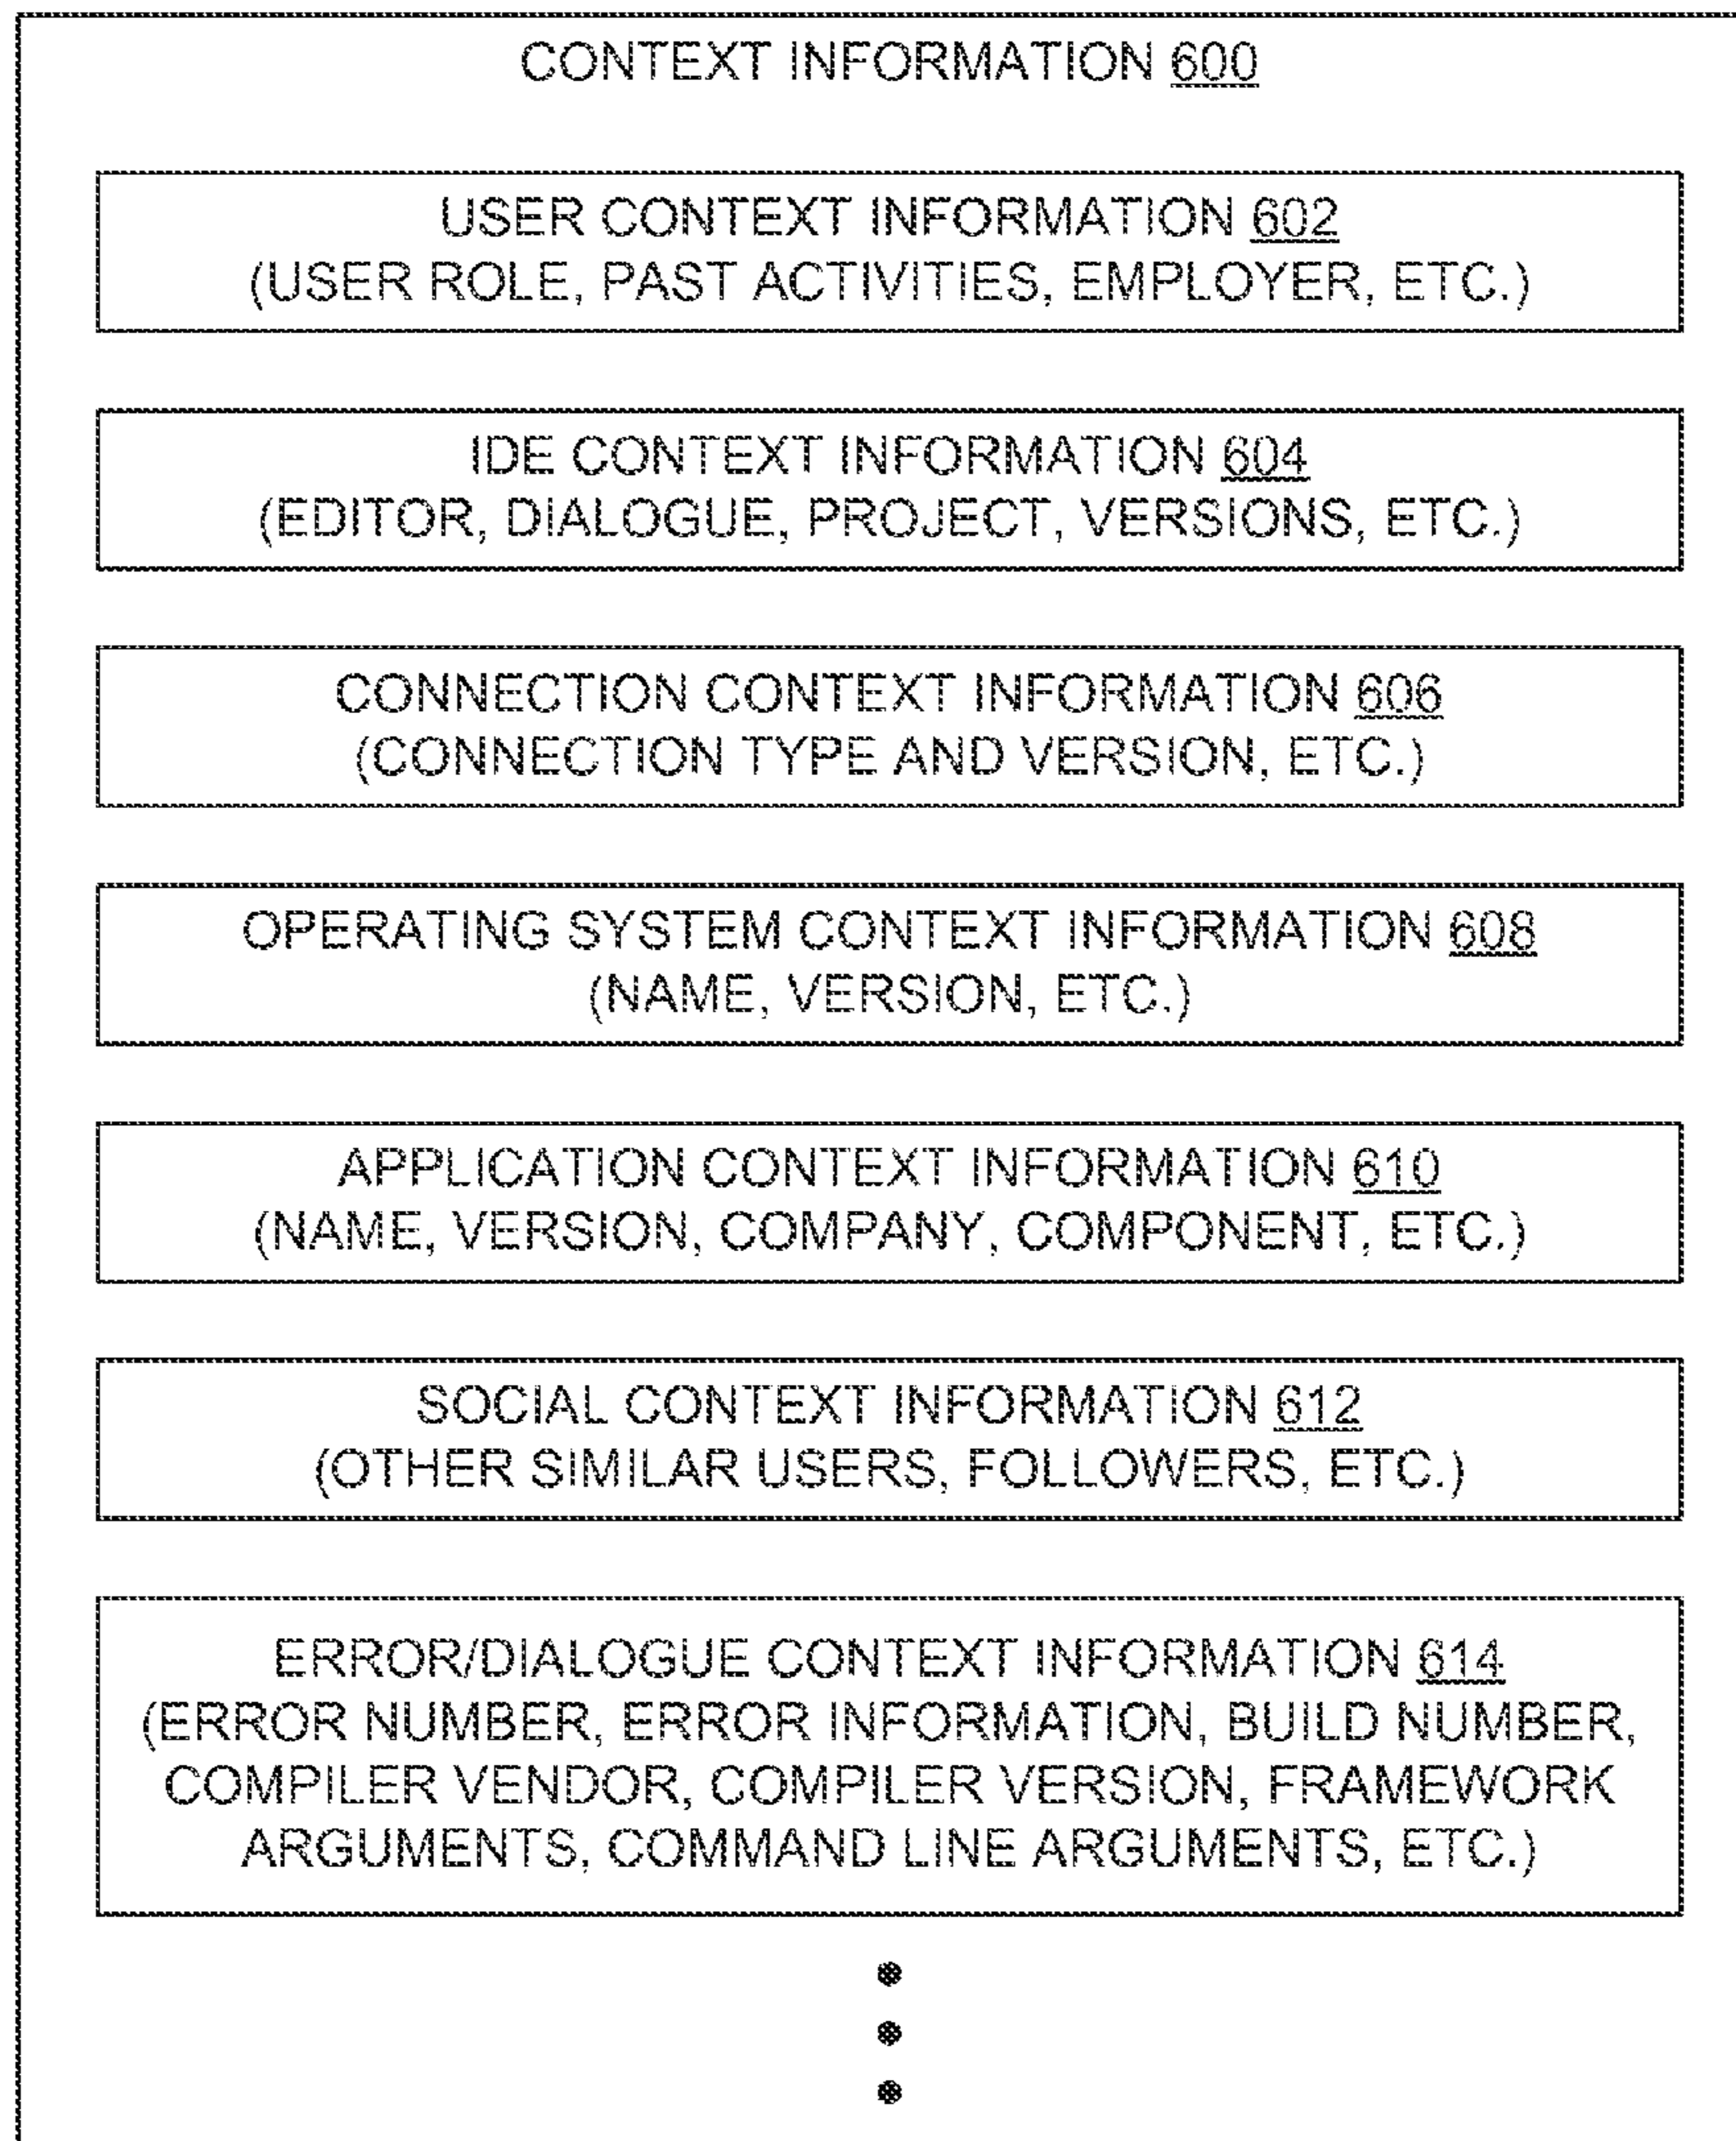 CONTEXT INFORMATION 600
USER CONTEXT INFORMATION 602
(USER ROLE, PAST ACTIVITIES, EMPLOYER, ETC.)
IDE CONTEXT INFORMATION 604
(EDITOR, DIALOGUE, PROJECT, VERSIONS, ETC.)
CONNECTION CONTEXT INFORMATION 606
(CONNECTION TYPE AND VERSION, ETC.)
OPERATING SYSTEM CONTEXT INFORMATION 608
(NAME, VERSION, ETC.)
APPLICATION CONTEXT INFORMATION 610
(NAME, VERSION, COMPANY, COMPONENT, ETC.)
SOCIAL CONTEXT INFORMATION 612
(OTHER SIMILAR USERS, FOLLOWERS, ETC.)
ERROR/DIALOGUE CONTEXT INFORMATION 614
(ERROR NUMBER, ERROR INFORMATION, BUILD NUMBER,
COMPILER VENDOR, COMPILER VERSION, FRAMEWORK
ARGUMENTS, COMMAND LINE ARGUMENTS, ETC.)